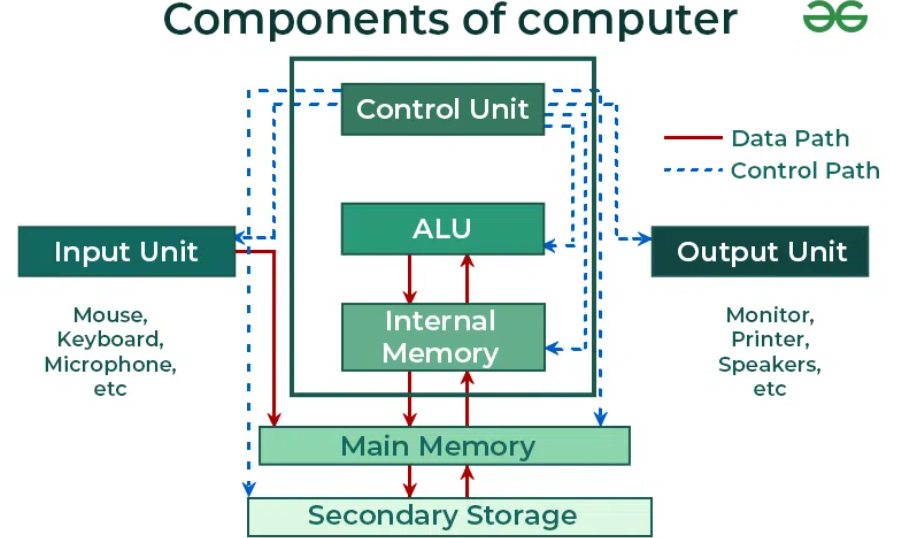 Components of computer
Control Unit
Data Path
Control Path
ALU
Input Unit
Output Unit
Mouse,
Keyboard,
Microphone,
etc
Internal
Memory
Monitor,
Printer,
Speakers,
etc
Main Memory
Secondary Storage